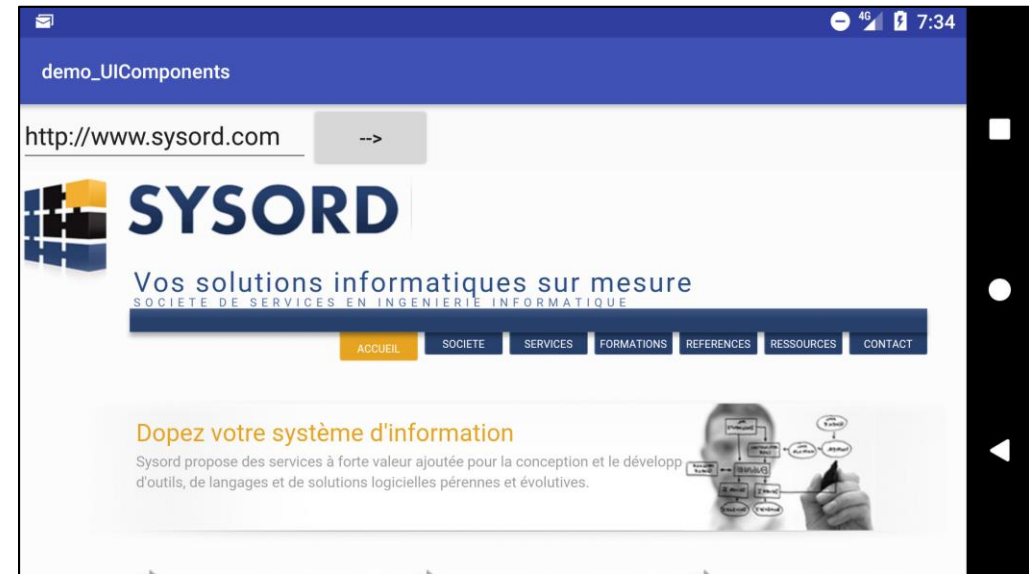 4G 7:34
demo_UIComponents
http://www.sysord.com -->
SYSORD
Vos solutions informatiques sur mesure
SOCIETE DE SERVICES EN INGENIERIE INFORMATIQUE
ACCUEIL SOCIETE SERVICES FORMATIONS REFERENCES RESSOURCES CONTACT
Dopez votre système d'information
Sysord propose des services à forte valeur ajoutée pour la conception et le développ
d'outils, de langages et de solutions logicielles pérennes et évolutives.